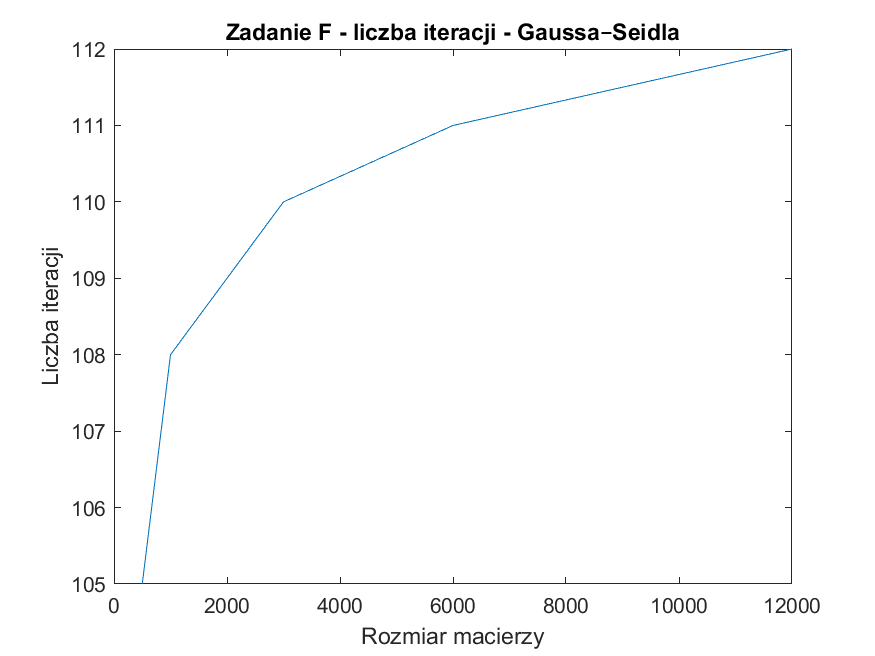 Zadanie F - liczba iteracji - Gaussa–Seidla
112
111
110
109
108
107
106
105
Liczba iteracji
0 2000 4000 6000 8000 10000 12000
Rozmiar macierzy